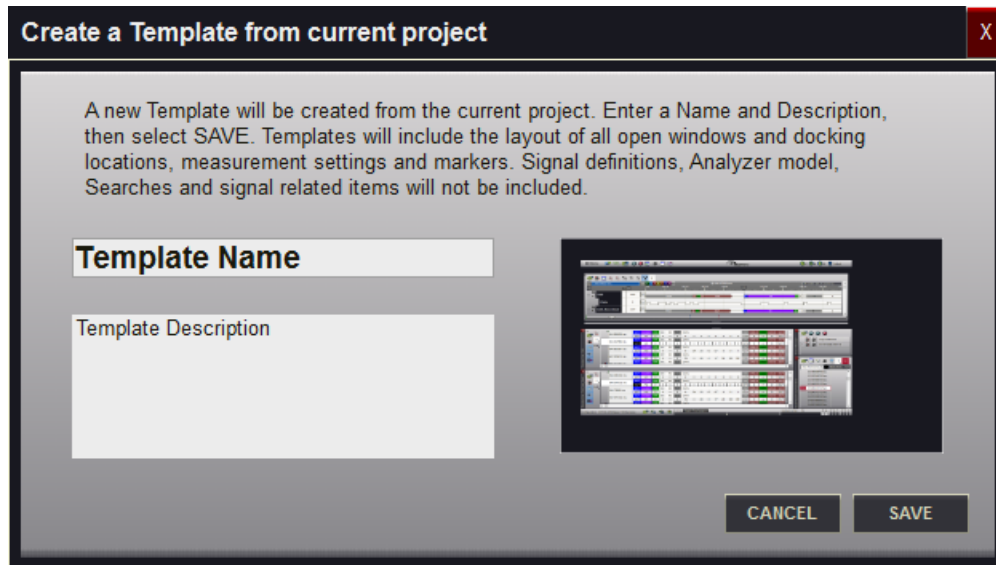 Create a Template from current project
X
A new Template will be created from the current project. Enter a Name and Description,
then select SAVE. Templates will include the layout of all open windows and docking
locations, measurement settings and markers. Signal definitions, Analyzer model,
Searches and signal related items will not be included.
Template Name
Template Description
CANCEL
SAVE